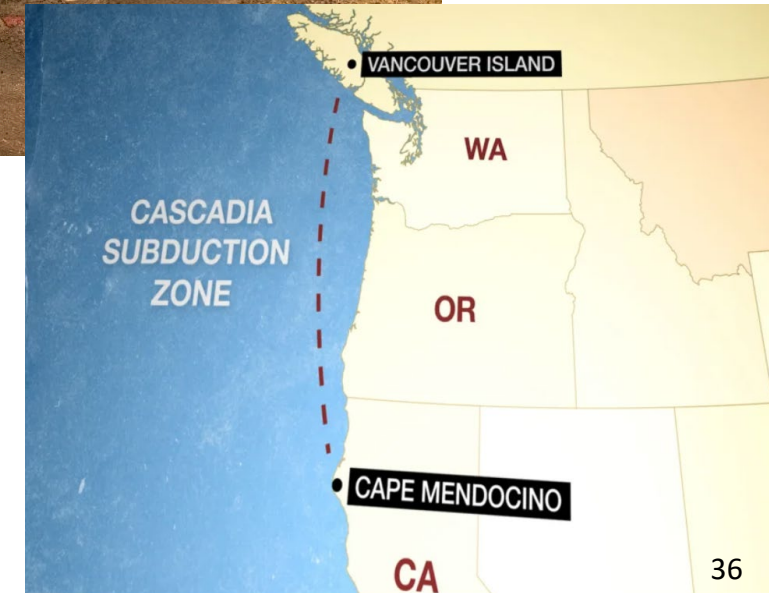 VANCOUVER ISLAND
WA
CASCADIA
SUBDUCTION
ZONE
OR
CAPE MENDOCINO
CA
36